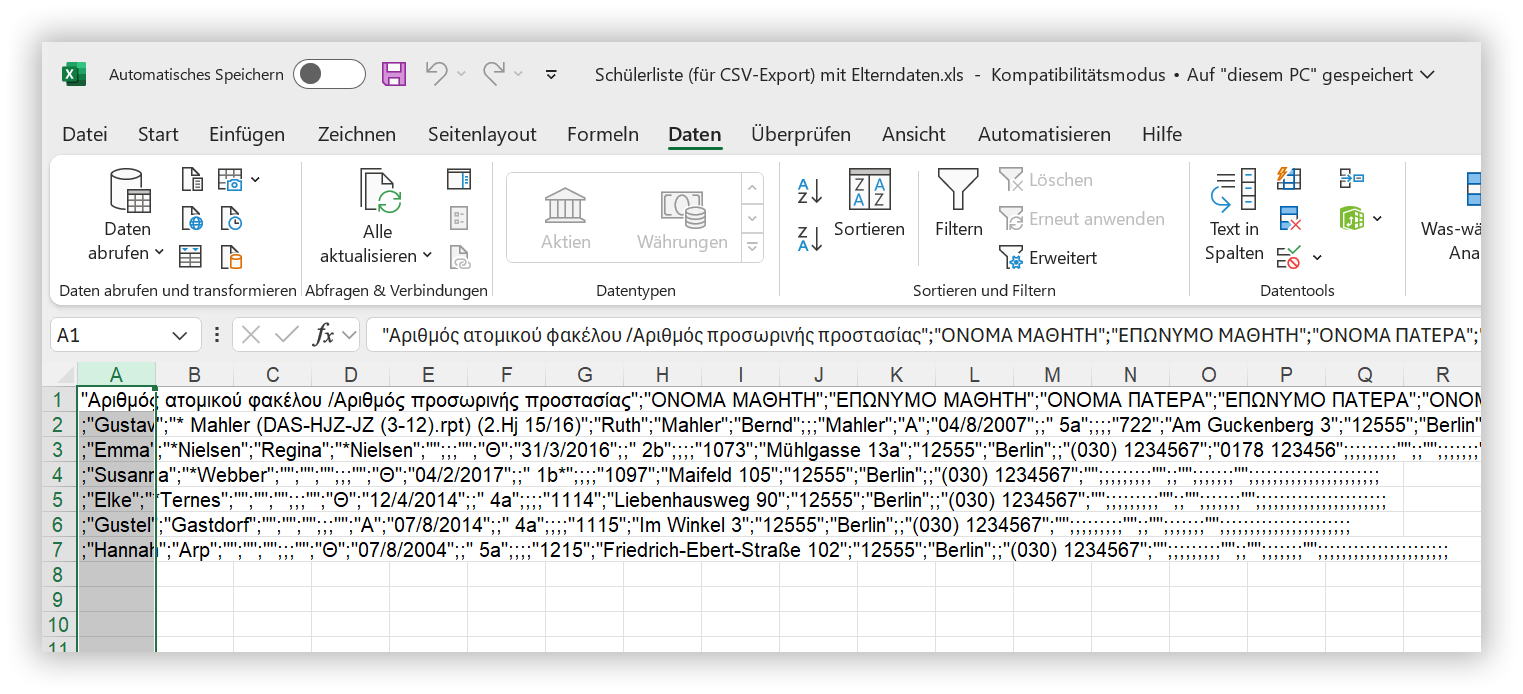 Automatisches Speichern Schülerliste (für CSV-Export) mit Elterndaten.xls - Kompatibilitätsmodus • Auf "diesem PC" gespeichert
Datei Start Einfügen Zeichnen Seitenlayout Formeln Daten Überprüfen Ansicht Automatisieren Hilfe
Daten abrufen
Alle aktualisieren
Aktien
Währungen
Sortieren
Filtern
Löschen
Erneut anwenden
Erweitert
Text in Spalten
Was-wä
Ana
Daten abrufen und transformieren Abfragen & Verbindungen Datentypen Sortieren und Filtern Datentools
A1 fx "Αριθμός ατομικού φακέλου /Αριθμός προσωρινής προστασίας";"ΟΝΟΜΑ ΜΑΘΗΤΗ";"ΕΠΩΝΥΜΟ ΜΑΘΗΤΗ";"ΟΝΟΜΑ ΠΑΤΕΡΑ";"
A B C D E F G H I J K L M N O P Q R
1 "Αριθμός ατομικού φακέλου /Αριθμός προσωρινής προστασίας";"ΟΝΟΜΑ ΜΑΘΗΤΗ";"ΕΠΩΝΥΜΟ ΜΑΘΗΤΗ";"ΟΝΟΜΑ ΠΑΤΕΡΑ";"ΕΠΩΝΥΜΟ ΠΑΤΕΡΑ";"ΟΝΟΜ
2 ;"Gustav";"* Mahler (DAS-HJZ-JZ (3-12).rpt) (2.Hj 15/16)";"Ruth";"Mahler";"Bernd";;;"Mahler";"Α";"04/8/2007";;" 5a";;;;"722";"Am Guckenberg 3";"12555";"Berlin"
3 ;"Emma";"*Nielsen";"Regina";"*Nielsen";"";;;"";"Θ";"31/3/2016";;" 2b";;;;"1073";"Mühlgasse 13a";"12555";"Berlin";;"(030) 1234567";"0178 123456";;;;;;;;;"";;"";;;;;;
4 ;"Susanna";"*Webber";"";"";"";;;"";"Θ";"04/2/2017";;" 1b*";;;;"1097";"Maifeld 105";"12555";"Berlin";;"(030) 1234567";"";;;;;;;;;"";;"";;;;;;;"";;;;;;;;;;;;;;;;;;;;;;
5 ;"Elke";"*Ternes";"";"";"";;;"";"Θ";"12/4/2014";;" 4a";;;;"1114";"Liebenhausweg 90";"12555";"Berlin";;"(030) 1234567";"";;;;;;;;;"";;"";;;;;;;"";;;;;;;;;;;;;;;;;;;;;;
6 ;"Gustel";"Gastdorf";"";"";"";;;"";"Α";"07/8/2014";;" 4a";;;;"1115";"Im Winkel 3";"12555";"Berlin";;"(030) 1234567";"";;;;;;;;;"";;"";;;;;;;"";;;;;;;;;;;;;;;;;;;;;;
7 ;"Hannah";"Arp";"";"";"";;;"";"Θ";"07/8/2004";;" 5a";;;;"1215";"Friedrich-Ebert-Straße 102";"12555";"Berlin";;"(030) 1234567";"";;;;;;;;;"";;"";;;;;;;"";;;;;;;;;;;;;;;;;;;;;;
8
9
10
11